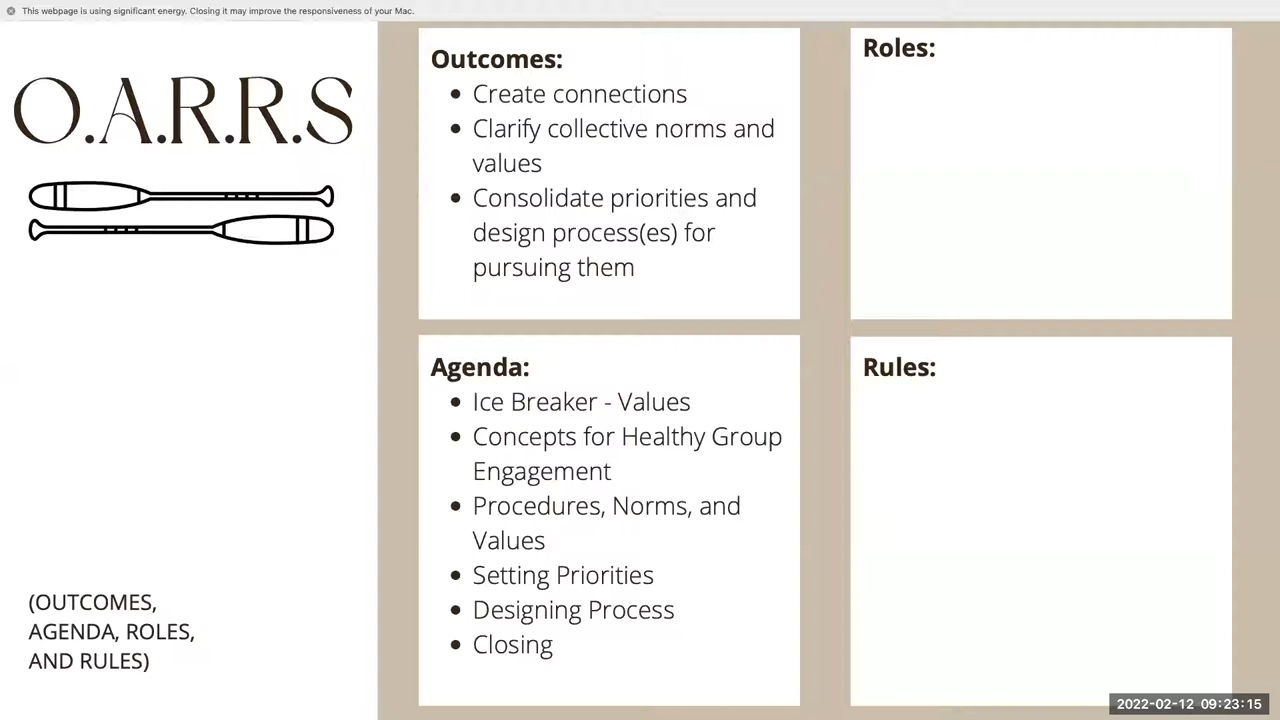 This webpage is using significant energy. Closing it may improve the responsiveness of your Mac.
O.A.R.R.S
(OUTCOMES,
AGENDA, ROLES,
AND RULES)
Outcomes:
• Create connections
• Clarify collective norms and
values
• Consolidate priorities and
design process(es) for
pursuing them
Roles:
Agenda:
• Ice Breaker - Values
• Concepts for Healthy Group
Engagement
• Procedures, Norms, and
Values
• Setting Priorities
• Designing Process
• Closing
Rules:
2022-02-12 09:23:15